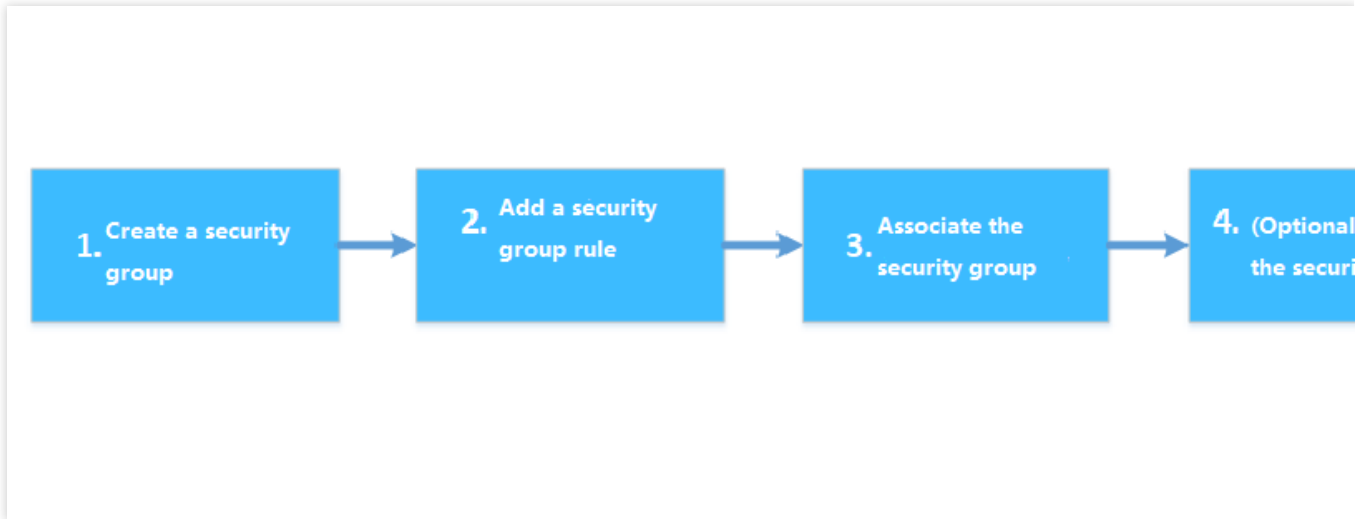 1. Create a security
group
2. Add a security
group rule
3. Associate the
security group
4. (Optional
the securi